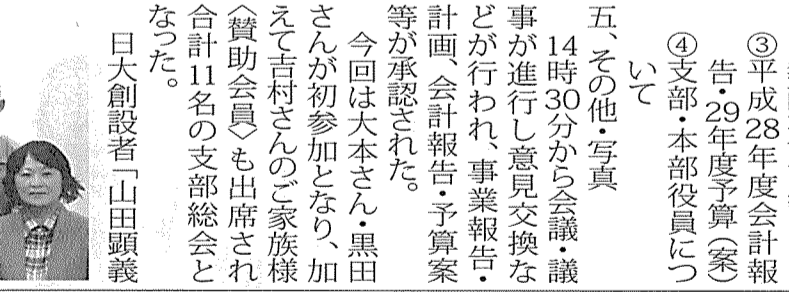 ③平成28年度会計報
告・29年度予算（案）
④支部・本部役員につ
いて
五、その他・写真
14時30分から会議・議
事が進行し意見交換な
どが行われ、事業報告・
計画、会計報告・予算案
等が承認された。
今回は大本さん・黒田
さんが初参加となり、加
えて吉村さんのご家族様
〈賛助会員〉も出席され
合計11名の支部総会と
なった。
日大創設者「山田顕義